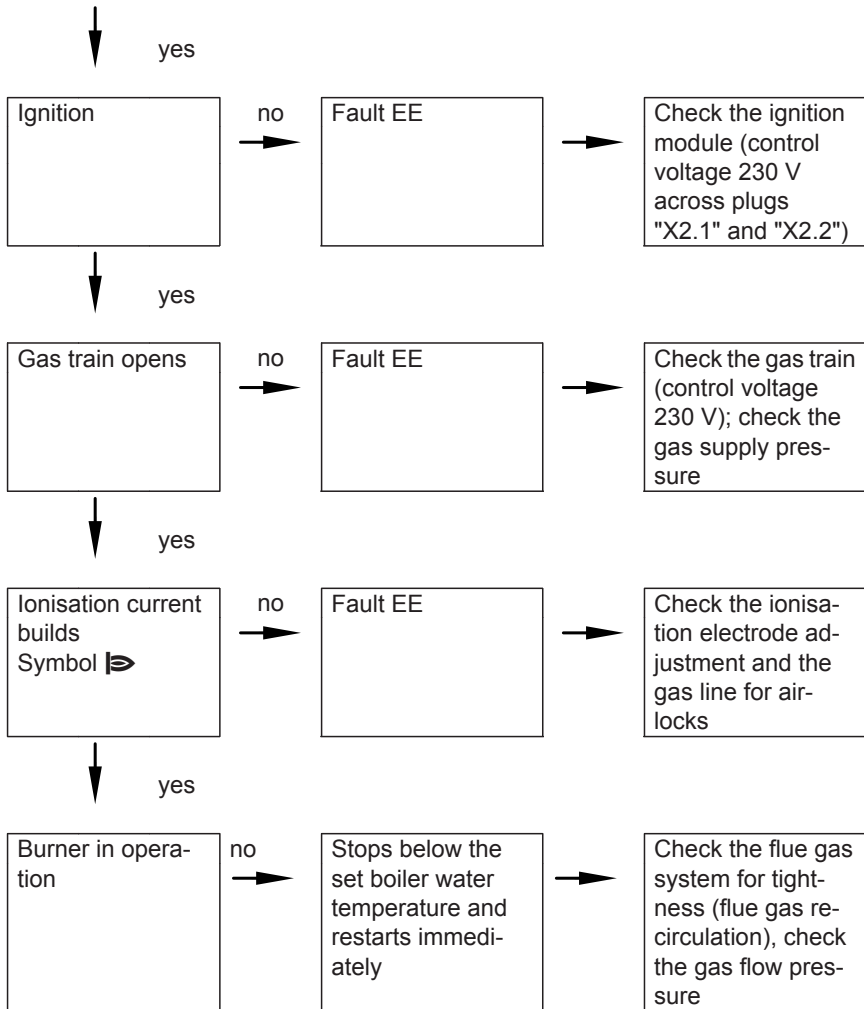 yes
Ignition
no
Fault EE
Check the ignition
module (control
voltage 230 V
across plugs
"X2.1" and "X2.2")
yes
Gas train opens
no
Fault EE
Check the gas train
(control voltage
230 V); check the
gas supply pres-
sure
yes
Ionisation current
builds
Symbol
no
Fault EE
Check the ionisa-
tion electrode ad-
justment and the
gas line for air-
locks
yes
Burner in opera-
tion
no
Stops below the
set boiler water
temperature and
restarts immedi-
ately
Check the flue gas
system for tight-
ness (flue gas re-
circulation), check
the gas flow pres-
sure